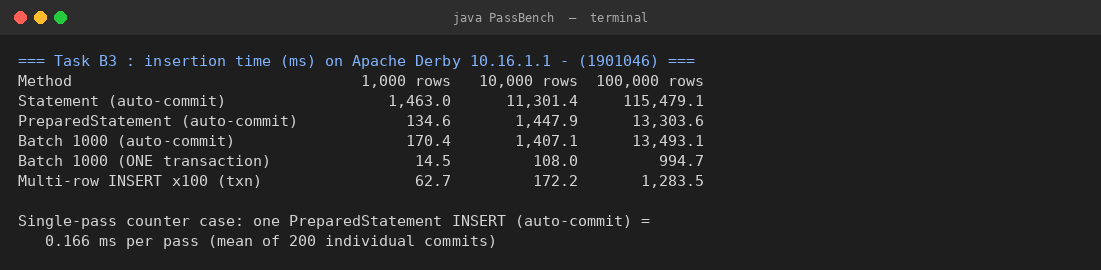 java PassBench — terminal
=== Task B3 : insertion time (ms) on Apache Derby 10.16.1.1 - (1901046) ===
Method 1,000 rows 10,000 rows 100,000 rows
Statement (auto-commit) 1,463.0 11,301.4 115,479.1
PreparedStatement (auto-commit) 134.6 1,447.9 13,303.6
Batch 1000 (auto-commit) 170.4 1,407.1 13,493.1
Batch 1000 (ONE transaction) 14.5 108.0 994.7
Multi-row INSERT x100 (txn) 62.7 172.2 1,283.5
Single-pass counter case: one PreparedStatement INSERT (auto-commit) =
0.166 ms per pass (mean of 200 individual commits)